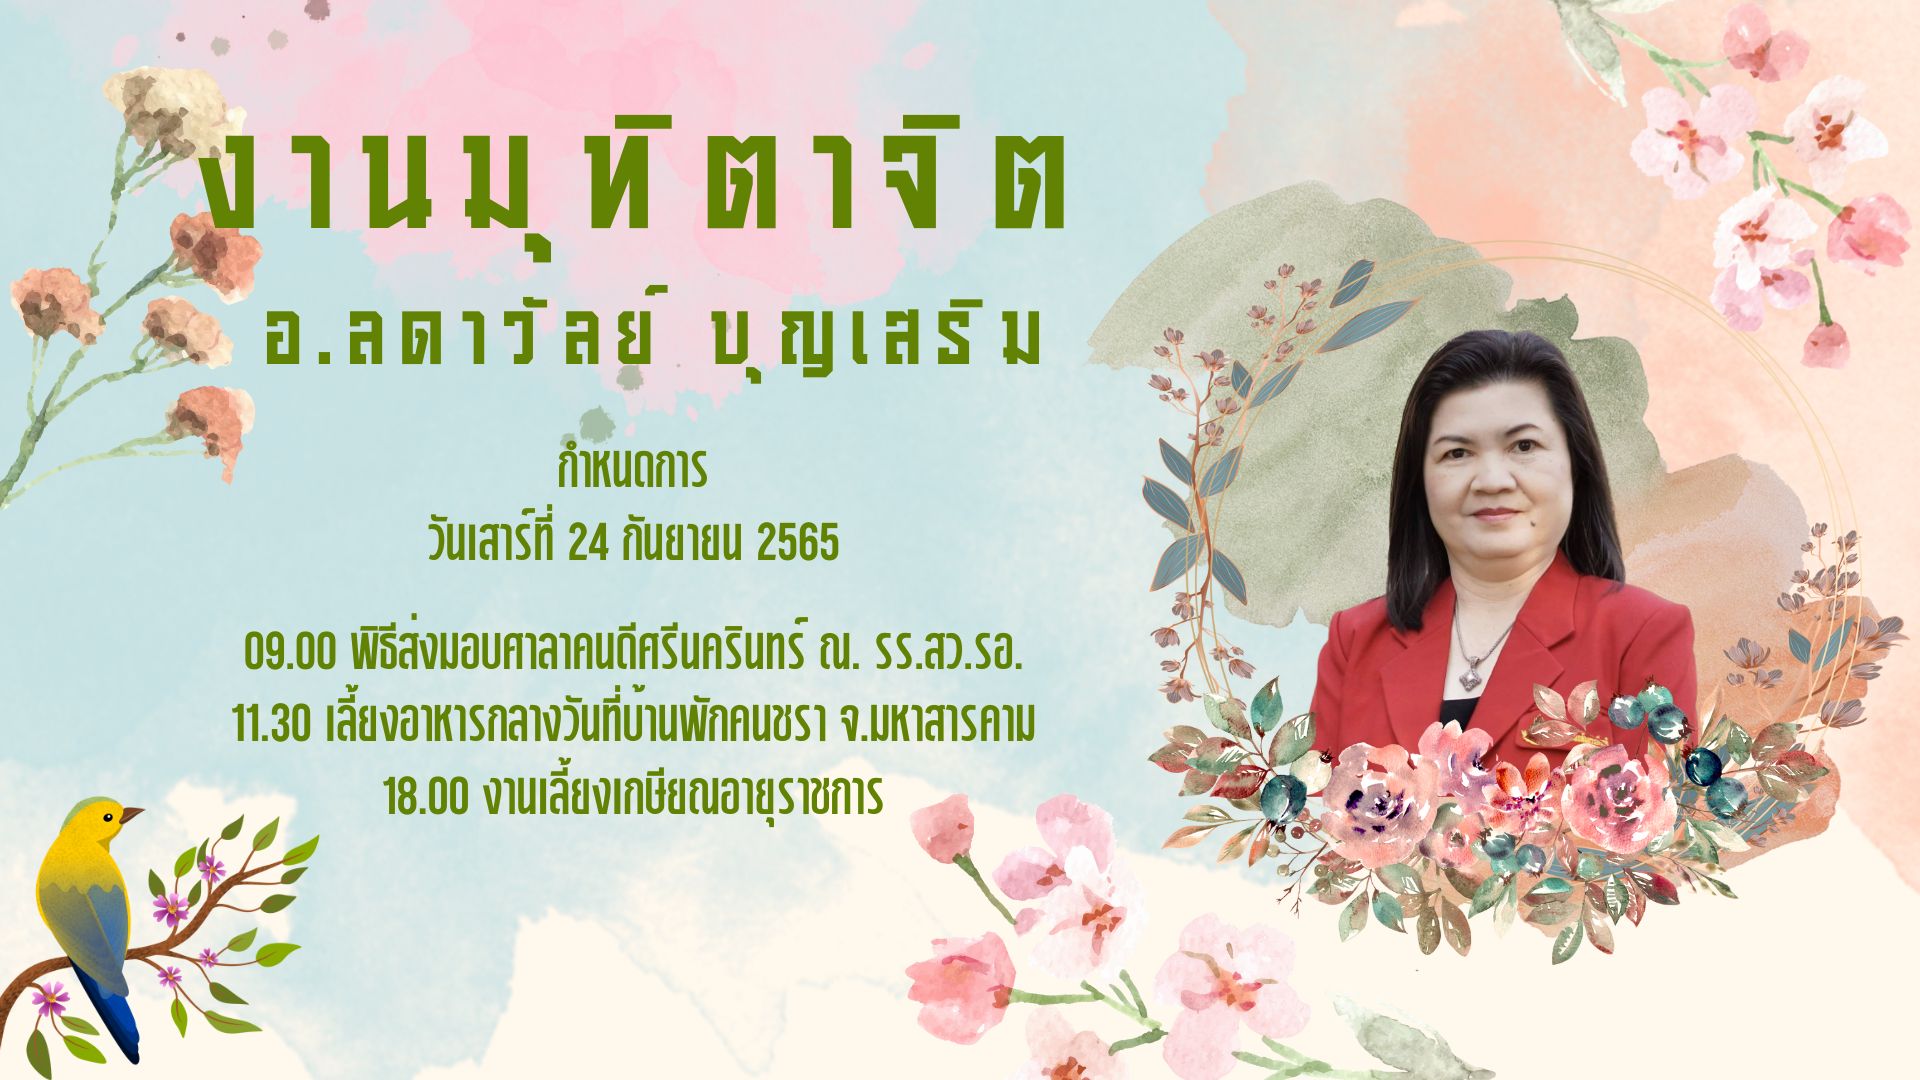 งานมุทิตาจิต
อ.ลดาวัลย์ บุญเสริม
กำหนดการ
วันเสาร์ที่ 24 กันยายน 2565
09.00 พิธีส่งมอบศาลาคนดีศรีนครินทร์ ณ. รร.สว.รอ.
11.30 เลี้ยงอาหารกลางวันที่บ้านพักคนชรา จ.มหาสารคาม
18.00 งานเลี้ยงเกษียณอายุราชการ